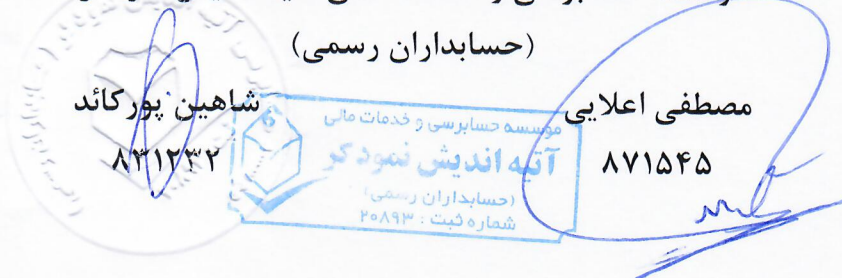 (حسابداران رسمی)
مصطفی اعلایی
شاهین پورکائد
۸۷۱۵۴۵
۸۳۱۲۳۲
موسسه حسابرسی و خدمات مالی
آتیه اندیش نمودگر
(حسابداران رسمی)
شماره ثبت : ۲۰۸۹۳